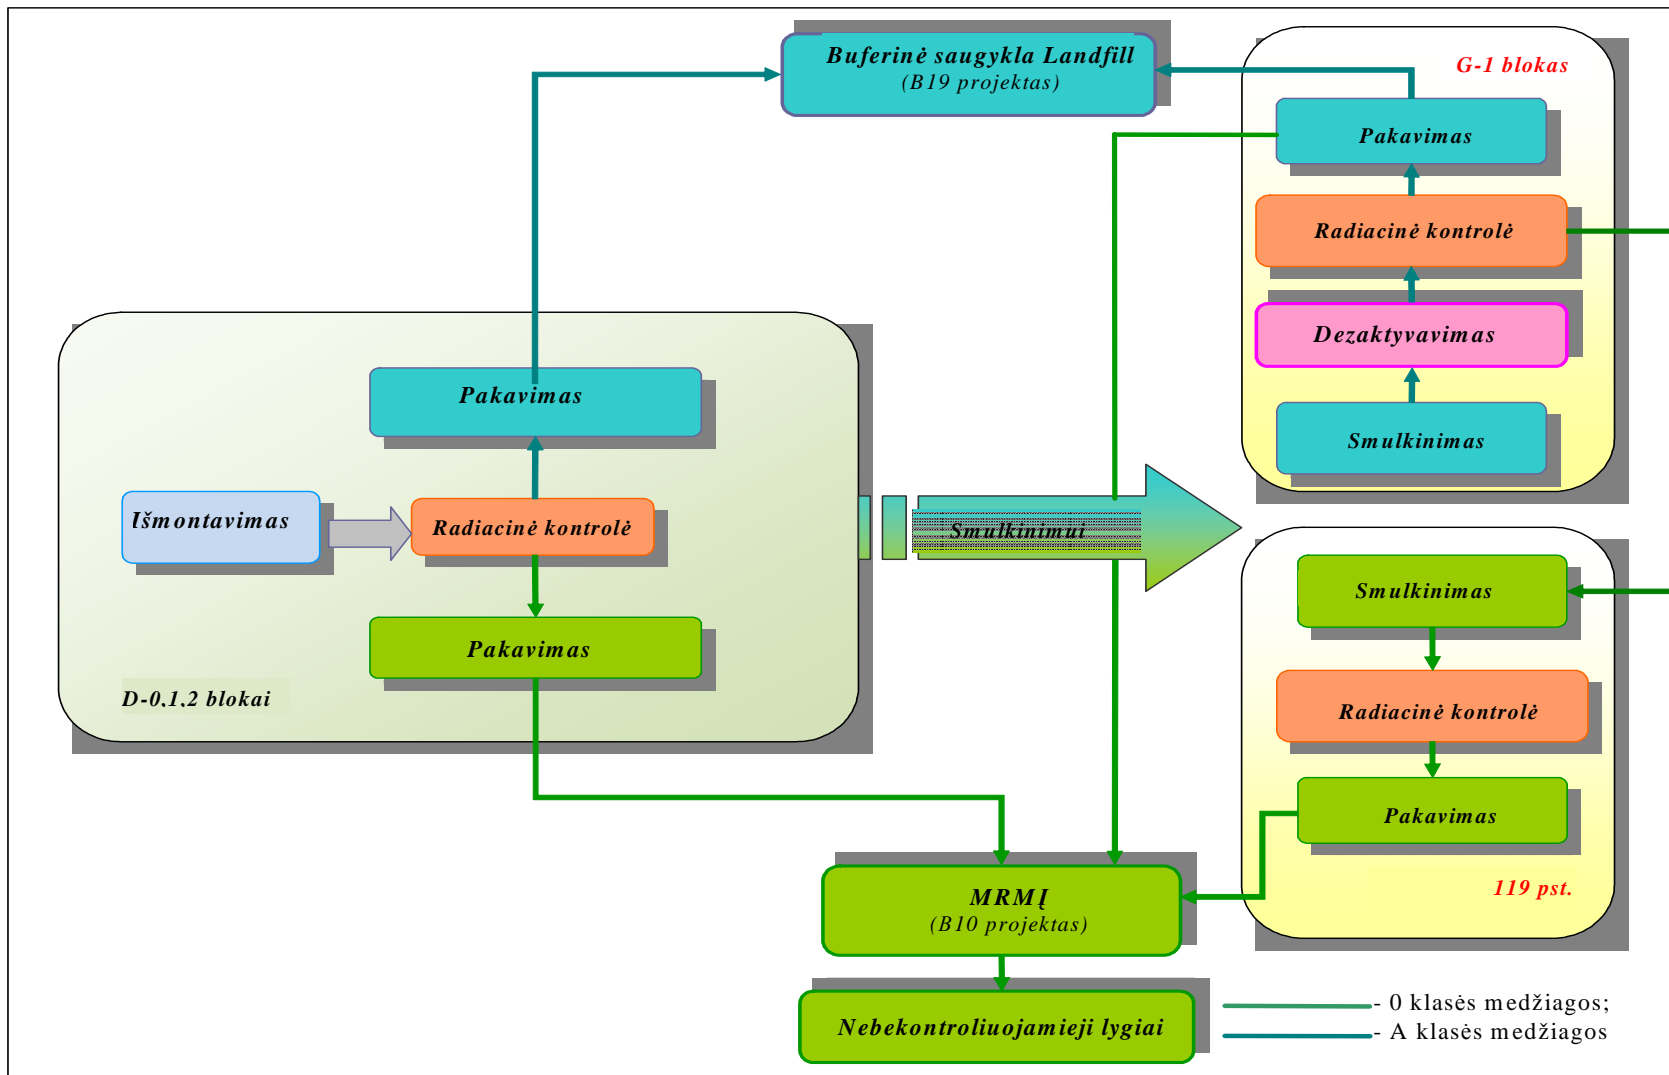 Buferinė saugykla Landfill
(B19 projektas)
G-1 blokas
Pakavimas
Radiacinė kontrolė
Dezaktyvavimas
Smulkinimas
Pakavimas
Išmontavimas
Radiacinė kontrolė
Pakavimas
D-0,1,2 blokai
Smulkinimui
Smulkinimas
Radiacinė kontrolė
Pakavimas
119 pst.
MRMĮ
(B10 projektas)
Nebekontroliuojamieji lygiai
- 0 klasės medžiagos;
- A klasės medžiagos